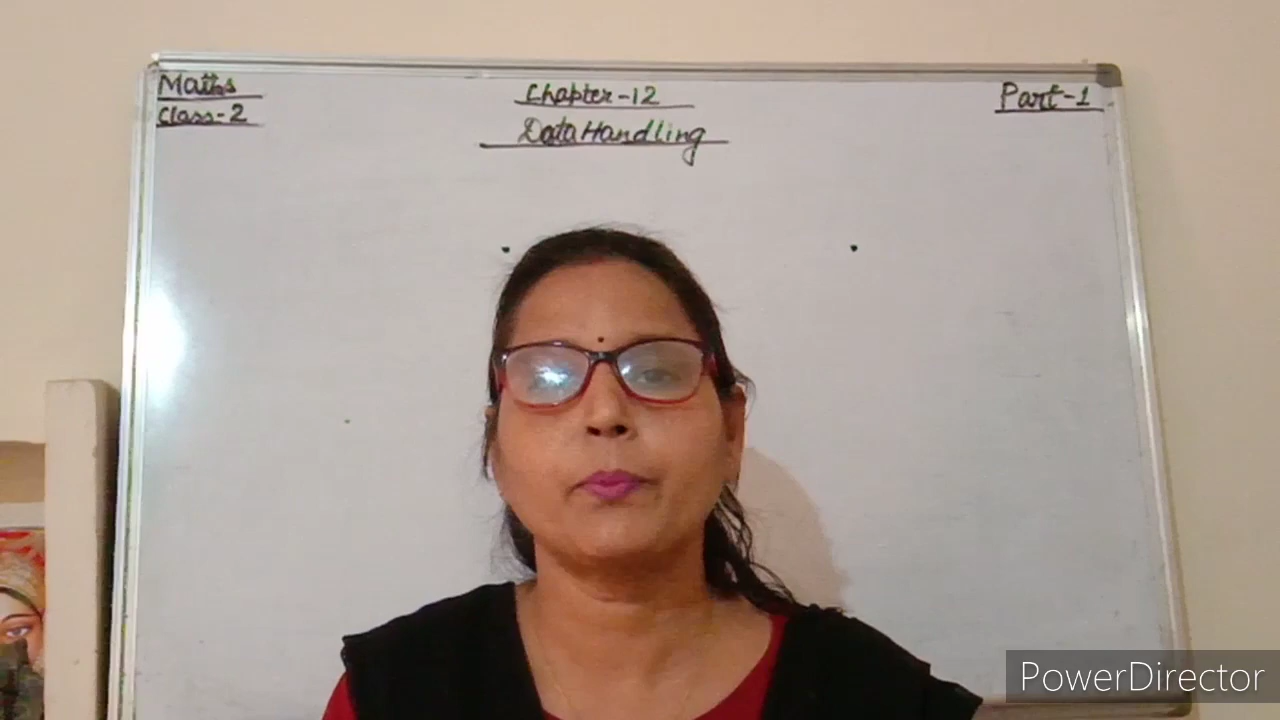 Maths
Class-2
Chapter-12
Data Handling
Part-1
PowerDirector